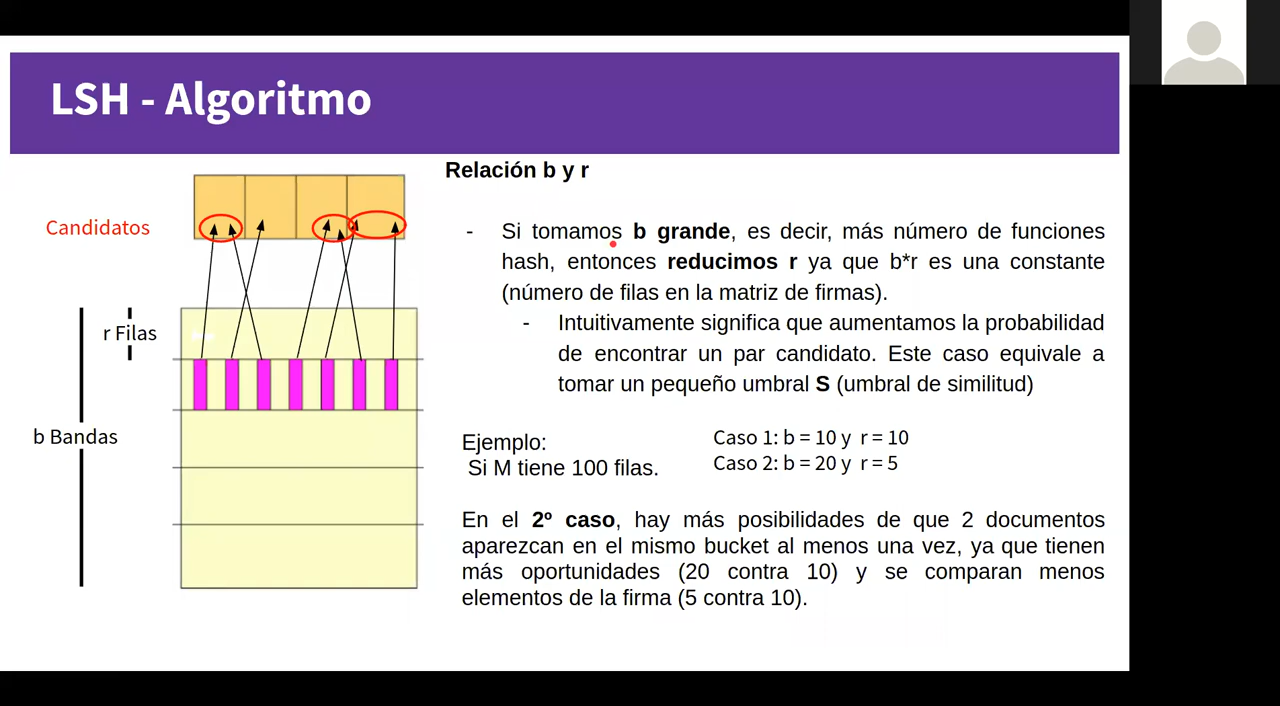 LSH - Algoritmo
Relación b y r
Candidatos
r Filas
b Bandas
- Si tomamos b grande, es decir, más número de funciones
hash, entonces reducimos r ya que b*r es una constante
(número de filas en la matriz de firmas).
- Intuitivamente significa que aumentamos la probabilidad
de encontrar un par candidato. Este caso equivale a
tomar un pequeño umbral S (umbral de similitud)
Ejemplo:
Si M tiene 100 filas.
Caso 1: b = 10 y r = 10
Caso 2: b = 20 y r = 5
En el 2º caso, hay más posibilidades de que 2 documentos
aparezcan en el mismo bucket al menos una vez, ya que tienen
más oportunidades (20 contra 10) y se comparan menos
elementos de la firma (5 contra 10).